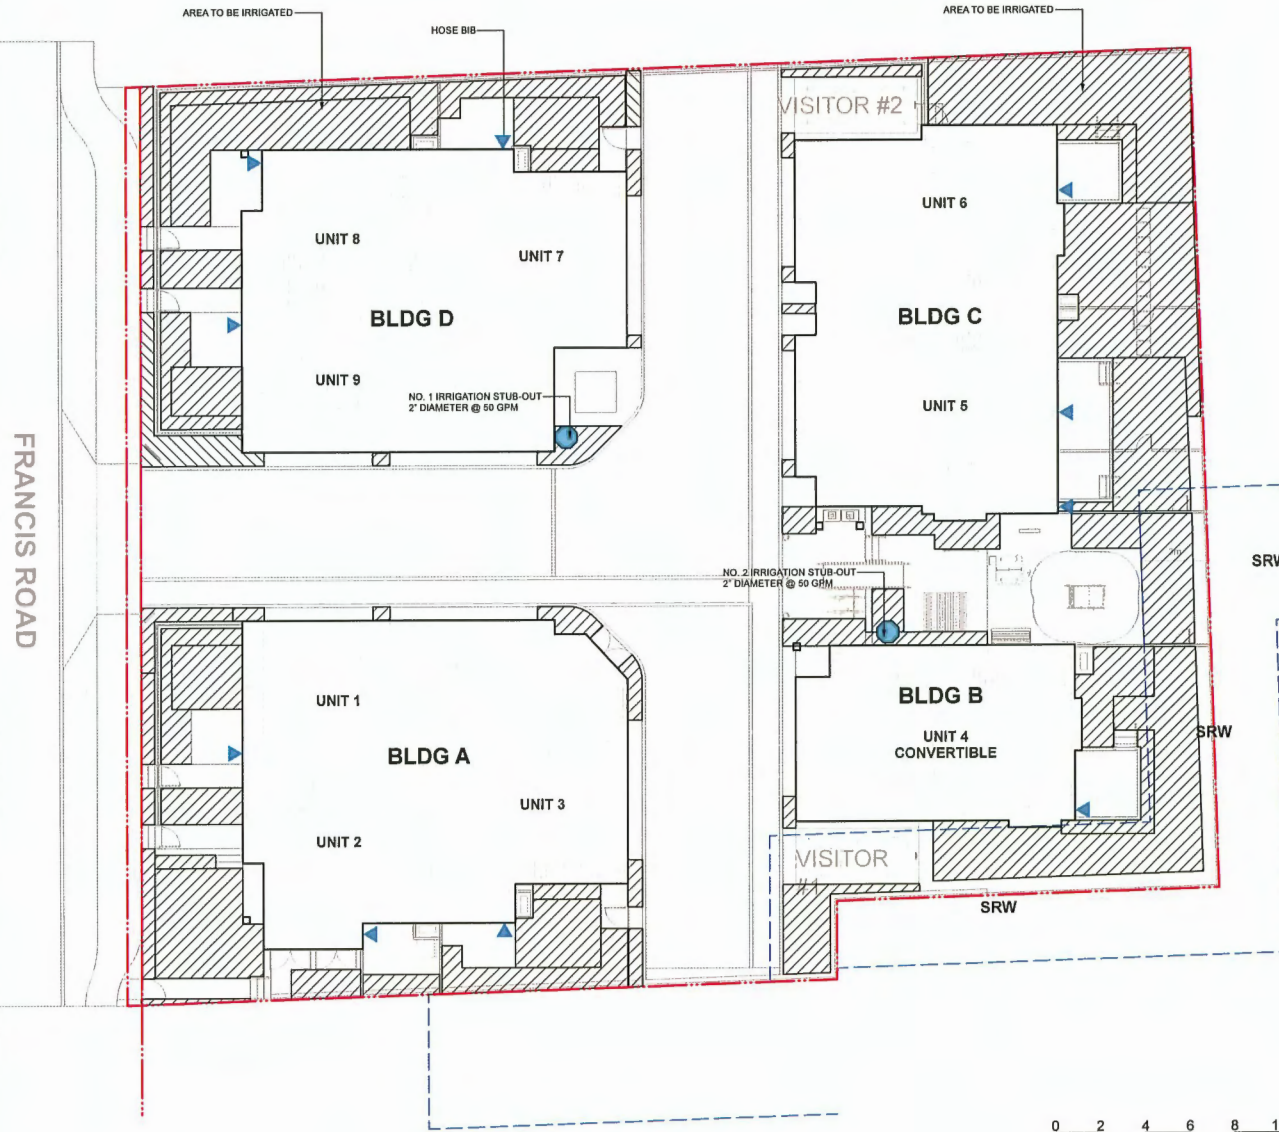 AREA TO BE IRRIGATED
HOSE BIB
AREA TO BE IRRIGATED
VISITOR #2
UNIT 6
UNIT 8
UNIT 7
BLDG D
BLDG C
UNIT 9
NO. 1 IRRIGATION STUB-OUT
2" DIAMETER @ 50 GPM
UNIT 5
FRANCIS ROAD
NO. 2 IRRIGATION STUB-OUT
2" DIAMETER @ 50 GPM
SRW
UNIT 1
BLDG A
UNIT 3
UNIT 2
BLDG B
UNIT 4
CONVERTIBLE
SRW
VISITOR
#1
SRW
0 2 4 6 8